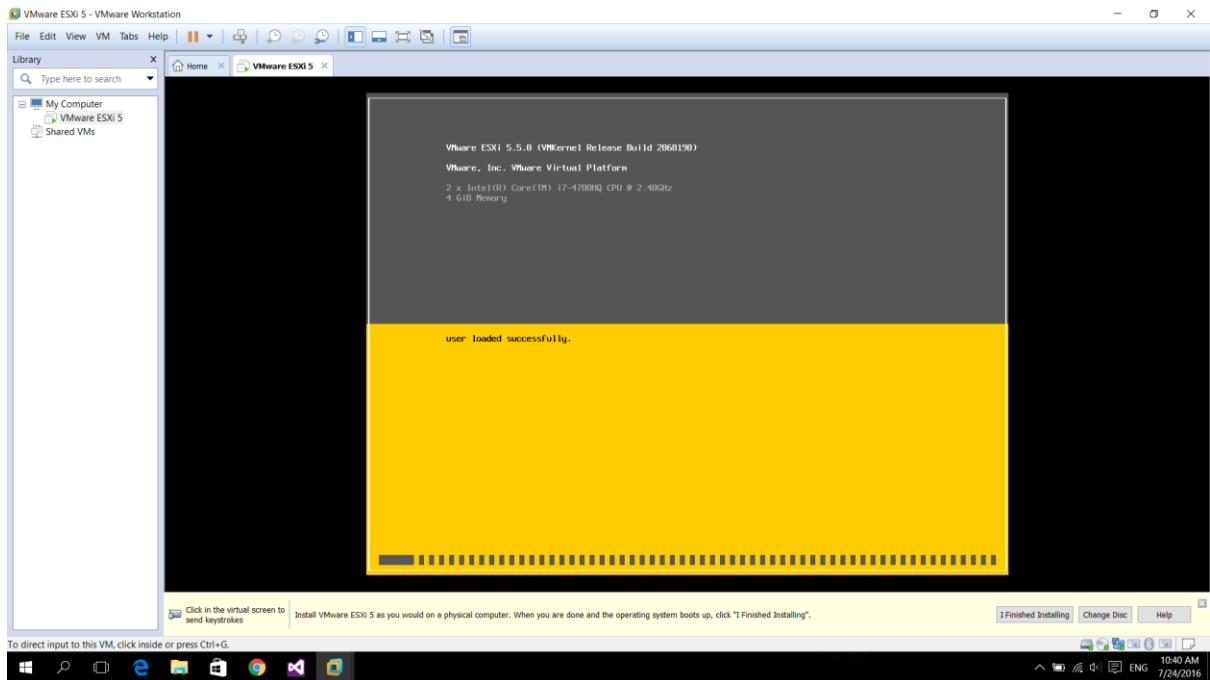 VMware ESXi 5 - VMware Workstation
File Edit View VM Tabs Help
Library x
Home × VMware ESXi 5 ×
Type here to search
My Computer
VMware ESXi 5
Shared VMs
VMware ESXi 5.5.0 (VMKernel Release Build 2068190)
VMware, Inc. VMware Virtual Platform
2 x Intel(R) Core(TM) i7-4700HQ CPU @ 2.40GHz
4 GiB Memory
user loaded successfully.
Click in the virtual screen to
send keystrokes
Install VMware ESXi 5 as you would on a physical computer. When you are done and the operating system boots up, click "I Finished Installing".
I Finished Installing Change Disc Help
To direct input to this VM, click inside or press Ctrl+G.
ENG
10:40 AM
7/24/2016